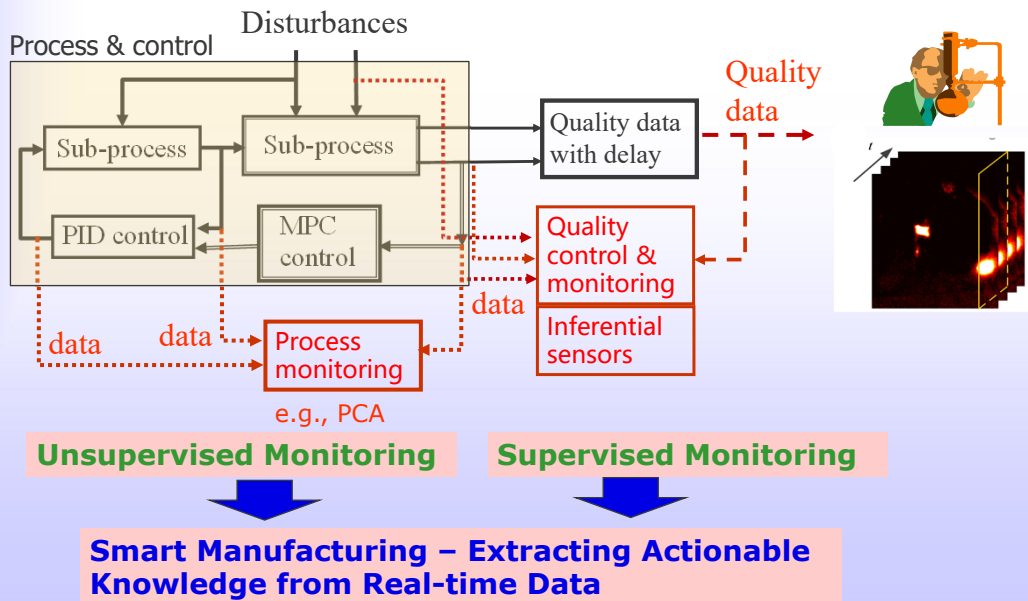 Disturbances
Process & control
Quality
data
Sub-process
Sub-process
Quality data
with delay
PID control
MPC
control
Quality
control &
monitoring
data
data
data
Process
monitoring
Inferential
sensors
e.g., PCA
Unsupervised Monitoring
Supervised Monitoring
Smart Manufacturing – Extracting Actionable
Knowledge from Real-time Data